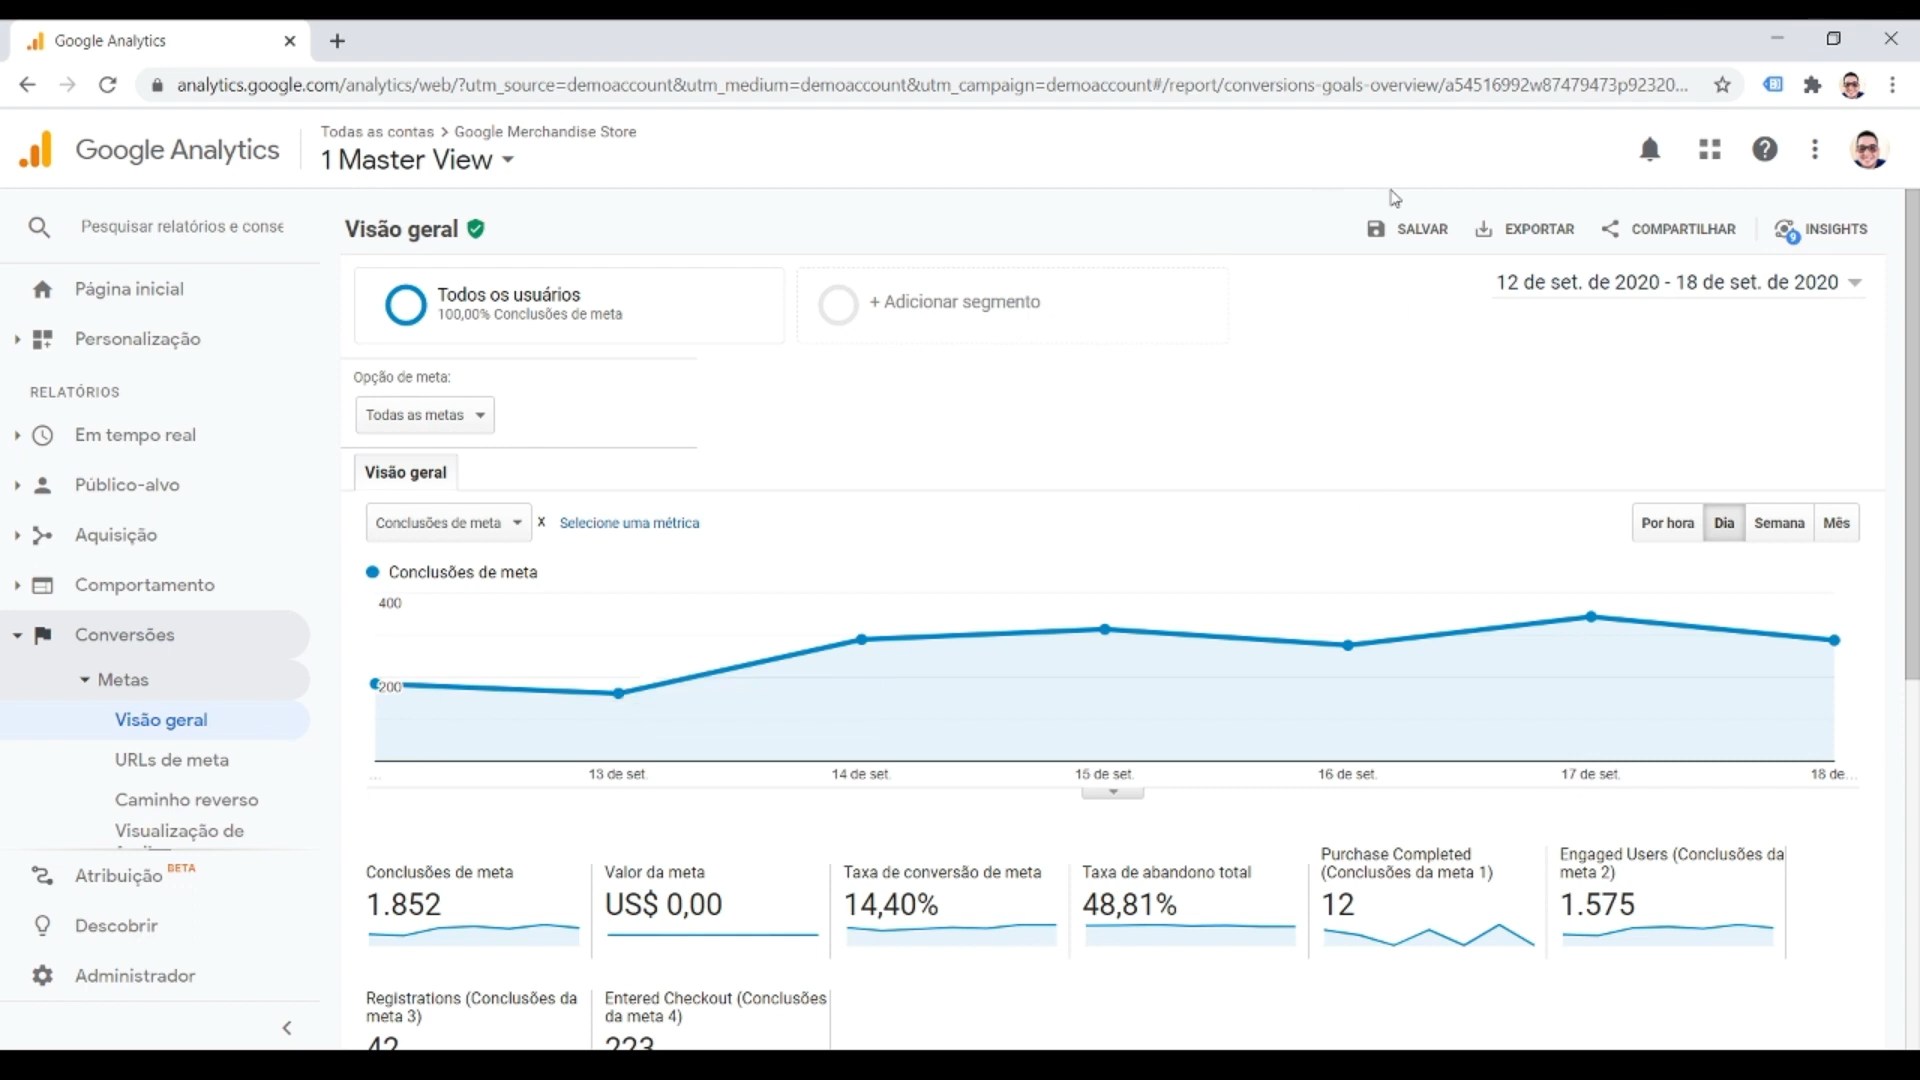 Google Analytics
analytics.google.com/analytics/web/?utm_source=demoaccount&utm_medium=demoaccount&utm_campaign=demoaccount#/report/conversions-goals-overview/a54516992w87479473p92320...
Google Analytics
Todas as contas > Google Merchandise Store
1 Master View
Pesquisar relatórios e conse
Página inicial
Personalização
RELATÓRIOS
Em tempo real
Público-alvo
Aquisição
Comportamento
Conversões
Metas
Visão geral
URLs de meta
Caminho reverso
Visualização de
Atribuição BETA
Descobrir
Administrador
Visão geral
SALVAR
EXPORTAR
COMPARTILHAR
9
INSIGHTS
Todos os usuários
100,00% Conclusões de meta
+ Adicionar segmento
12 de set. de 2020 - 18 de set. de 2020
Opção de meta:
Todas as metas
Visão geral
Conclusões de meta
X
Selecione uma métrica
Por hora
Dia
Semana
Mês
Conclusões de meta
400
200
...
13 de set.
14 de set.
15 de set.
16 de set.
17 de set.
18 de...
Conclusões de meta
1.852
Valor da meta
US$ 0,00
Taxa de conversão de meta
14,40%
Taxa de abandono total
48,81%
Purchase Completed
(Conclusões da meta 1)
12
Engaged Users (Conclusões da
meta 2)
1.575
Registrations (Conclusões da
meta 3)
42
Entered Checkout (Conclusões
da meta 4)
223